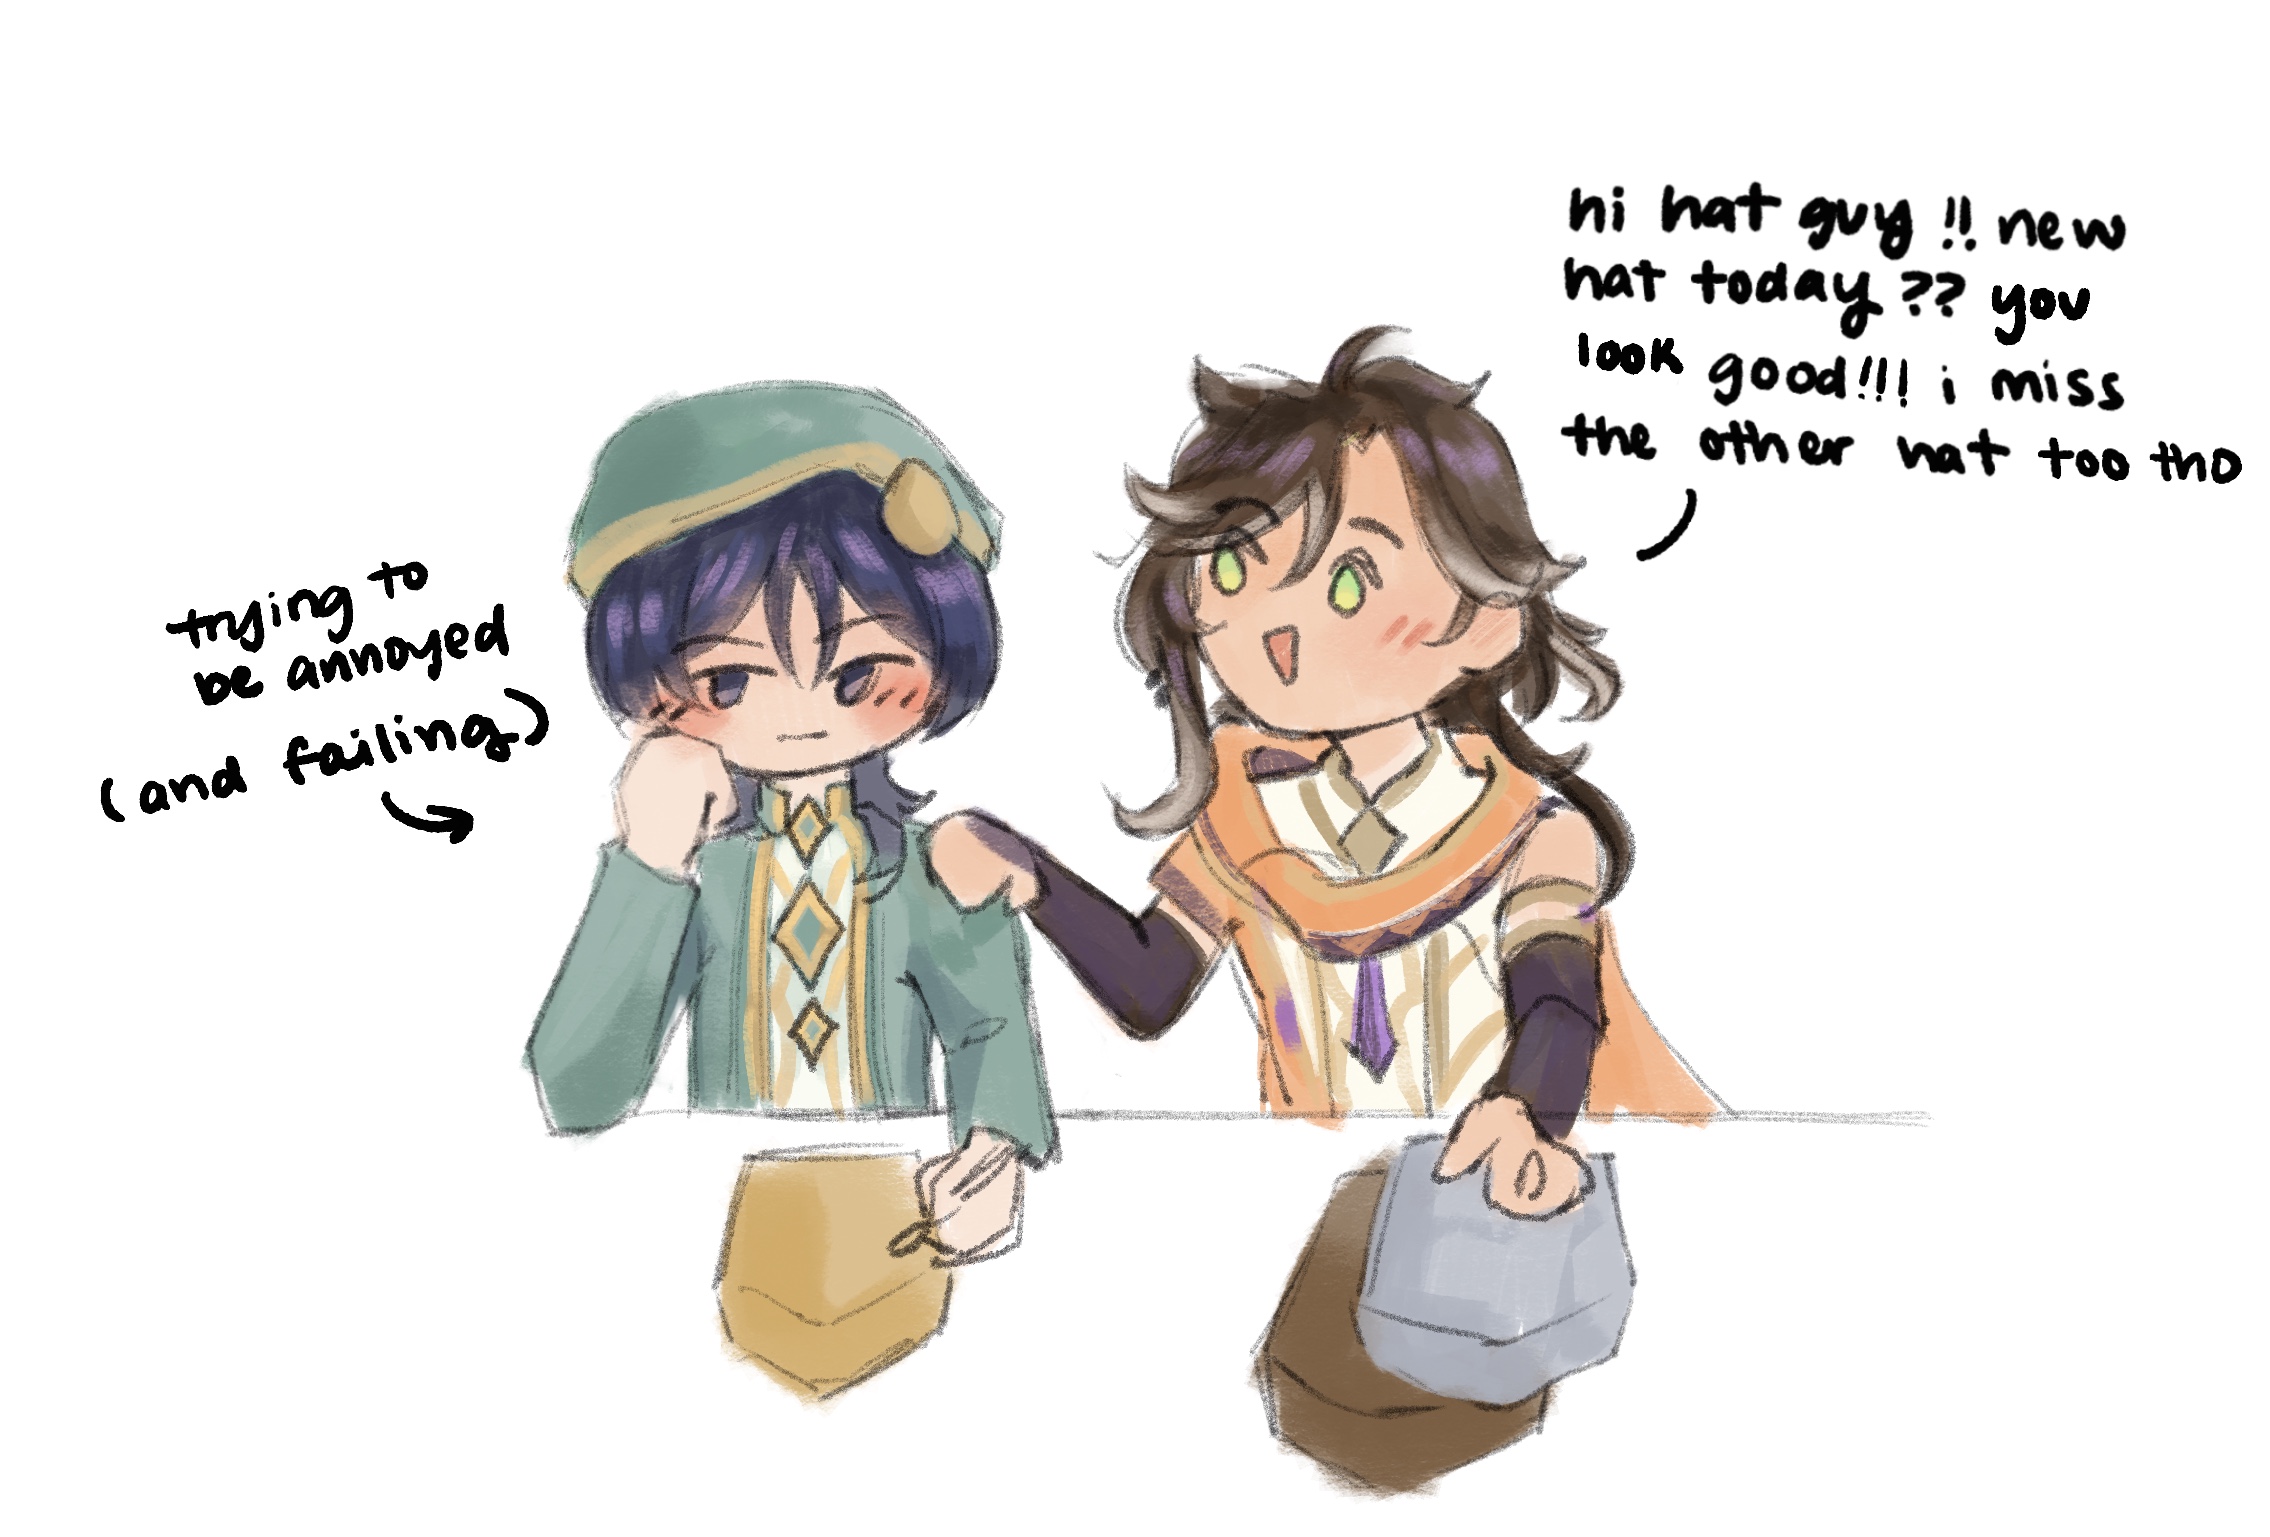 hi hat guy !! new
hat today ?? you
look good!!! i miss
the other hat too tho
trying to
be annoyed
(and failing)